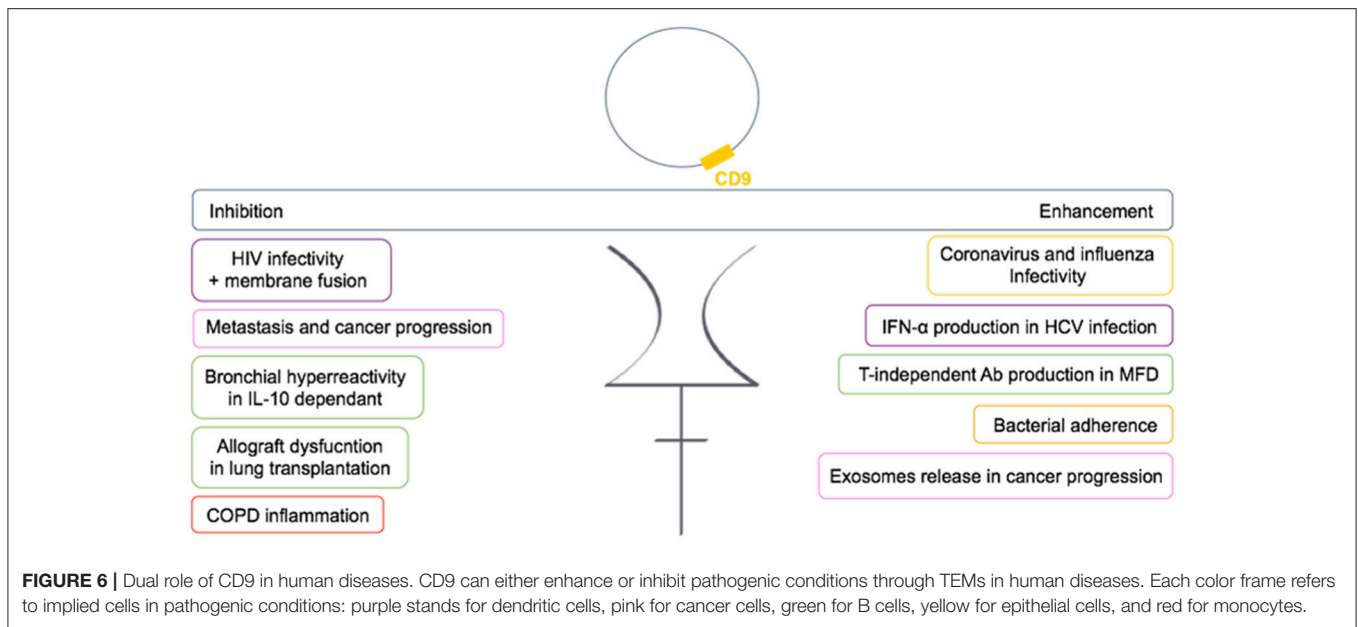 CD9
Inhibition
Enhancement
HIV infectivity
+ membrane fusion
Metastasis and cancer progression
Bronchial hyperreactivity
in IL-10 dependant
Allograft dysfucntion
in lung transplantation
COPD inflammation
Coronavirus and influenza
Infectivity
IFN-α production in HCV infection
T-independent Ab production in MFD
Bacterial adherence
Exosomes release in cancer progression
FIGURE 6 | Dual role of CD9 in human diseases. CD9 can either enhance or inhibit pathogenic conditions through TEMs in human diseases. Each color frame refers
to implied cells in pathogenic conditions: purple stands for dendritic cells, pink for cancer cells, green for B cells, yellow for epithelial cells, and red for monocytes.